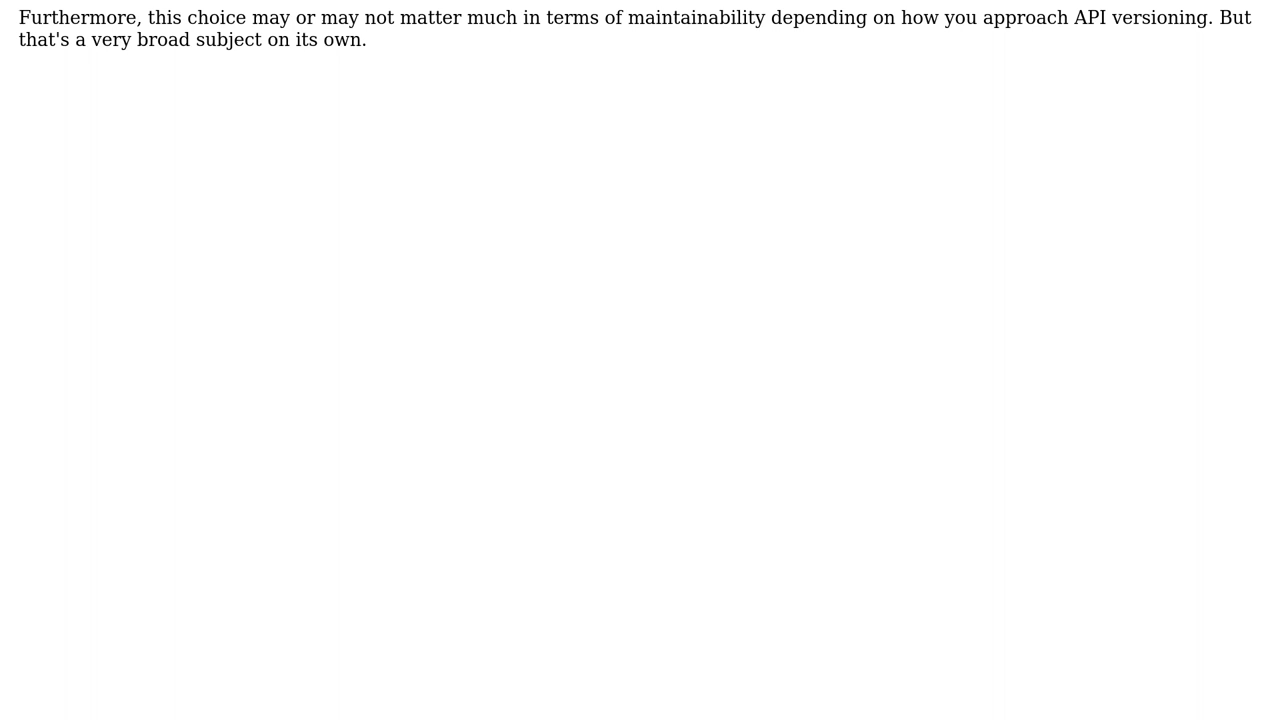 Furthermore, this choice may or may not matter much in terms of maintainability depending on how you approach API versioning. But
that's a very broad subject on its own.